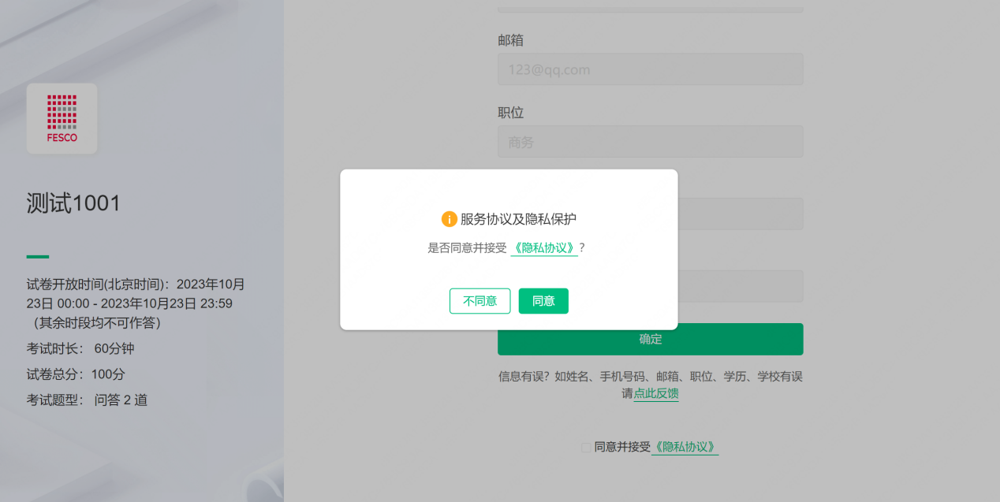 FESCO
测试1001
试卷开放时间(北京时间)：2023年10月
23日 00:00 - 2023年10月23日 23:59
（其余时段均不可作答）
考试时长： 60分钟
试卷总分：100分
考试题型： 问答 2 道
邮箱
123@qq.com
职位
商务
服务协议及隐私保护
是否同意并接受 《隐私协议》 ?
不同意
同意
确定
信息有误？如姓名、手机号码、邮箱、职位、学历、学校有误
请点此反馈
同意并接受《隐私协议》